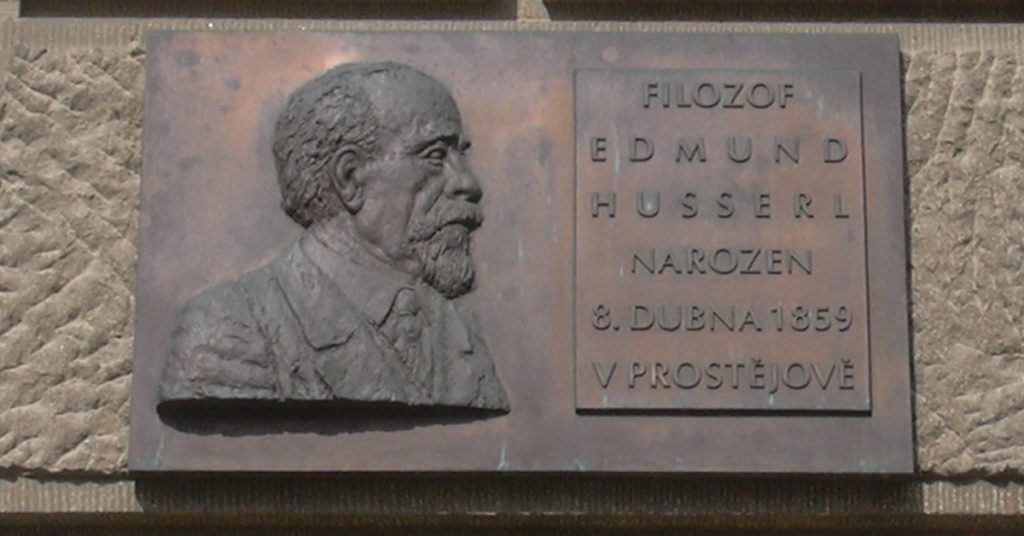 FILOZOF
EDMUND
HUSSERL
NAROZEN
8. DUBNA 1859
V PROSTĚJOVĚ